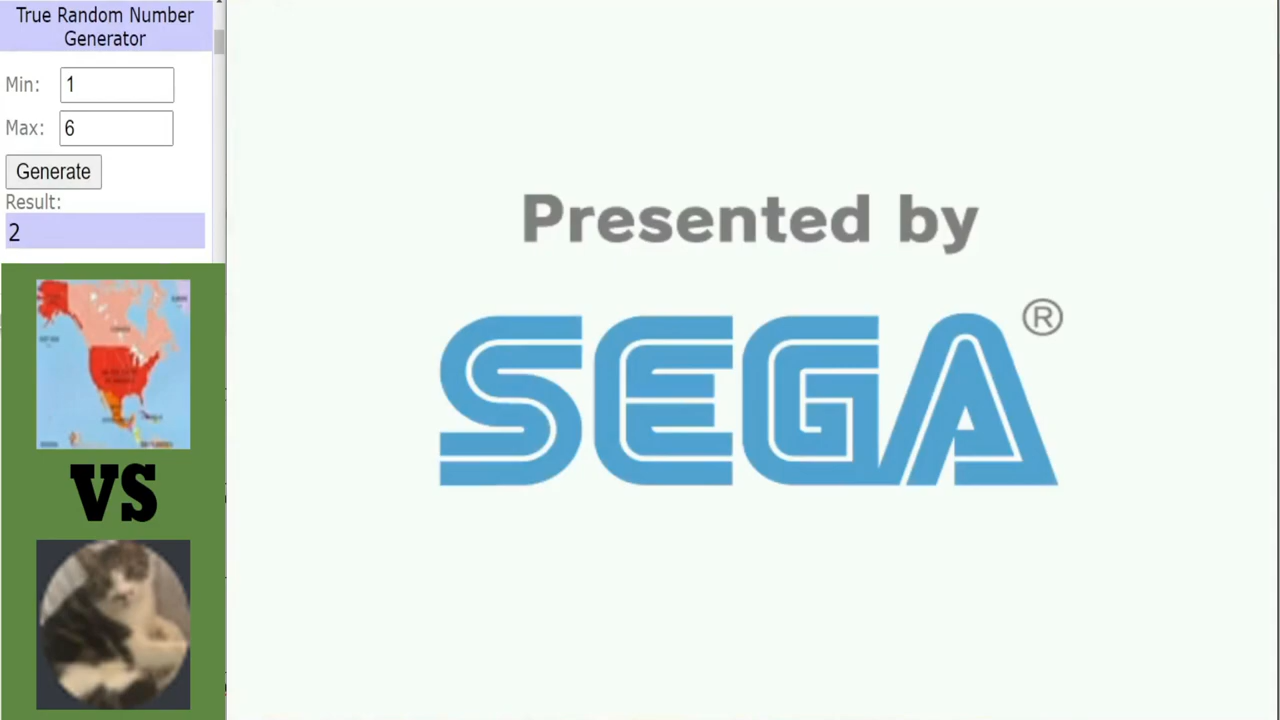 True Random Number
Generator
Min: 1
Max: 6
Generate
Result:
2
VS
Presented by
SEGA®